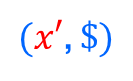 (x′, $)